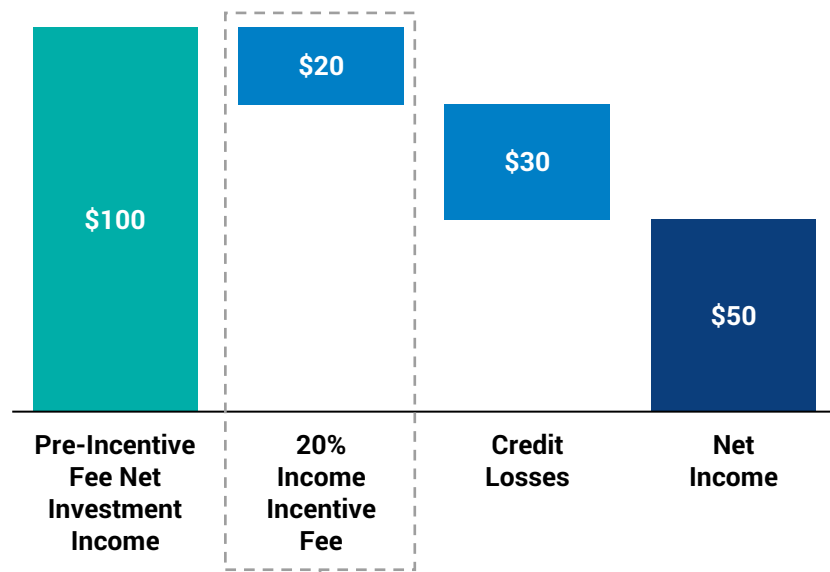 $20
$30
$100
$50
Pre-Incentive
Fee Net
Investment
Income
20%
Income
Incentive
Fee
Credit
Losses
Net
Income